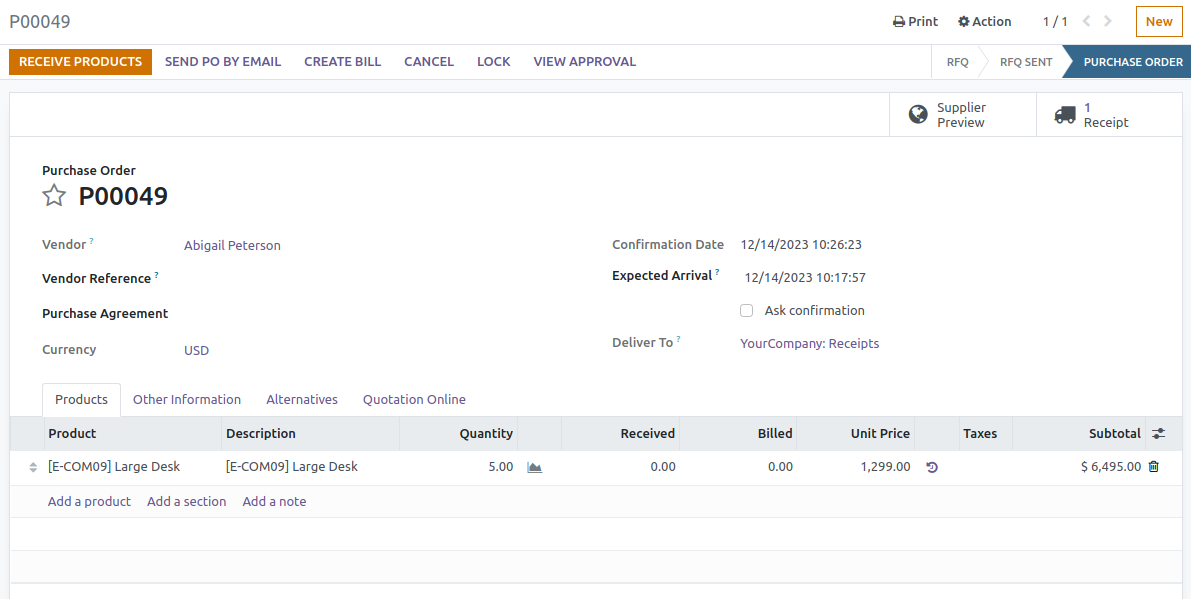 P00049 Print Action 1 / 1 New
RECEIVE PRODUCTS SEND PO BY EMAIL CREATE BILL CANCEL LOCK VIEW APPROVAL RFQ RFQ SENT PURCHASE ORDER
Supplier Preview 1 Receipt
Purchase Order
P00049
Vendor ? Abigail Peterson Confirmation Date 12/14/2023 10:26:23
Vendor Reference ? Expected Arrival ? 12/14/2023 10:17:57
Purchase Agreement Ask confirmation
Currency USD Deliver To ? YourCompany: Receipts
Products Other Information Alternatives Quotation Online
Product Description Quantity Received Billed Unit Price Taxes Subtotal
[E-COM09] Large Desk [E-COM09] Large Desk 5.00 0.00 0.00 1,299.00 $ 6,495.00
Add a product Add a section Add a note